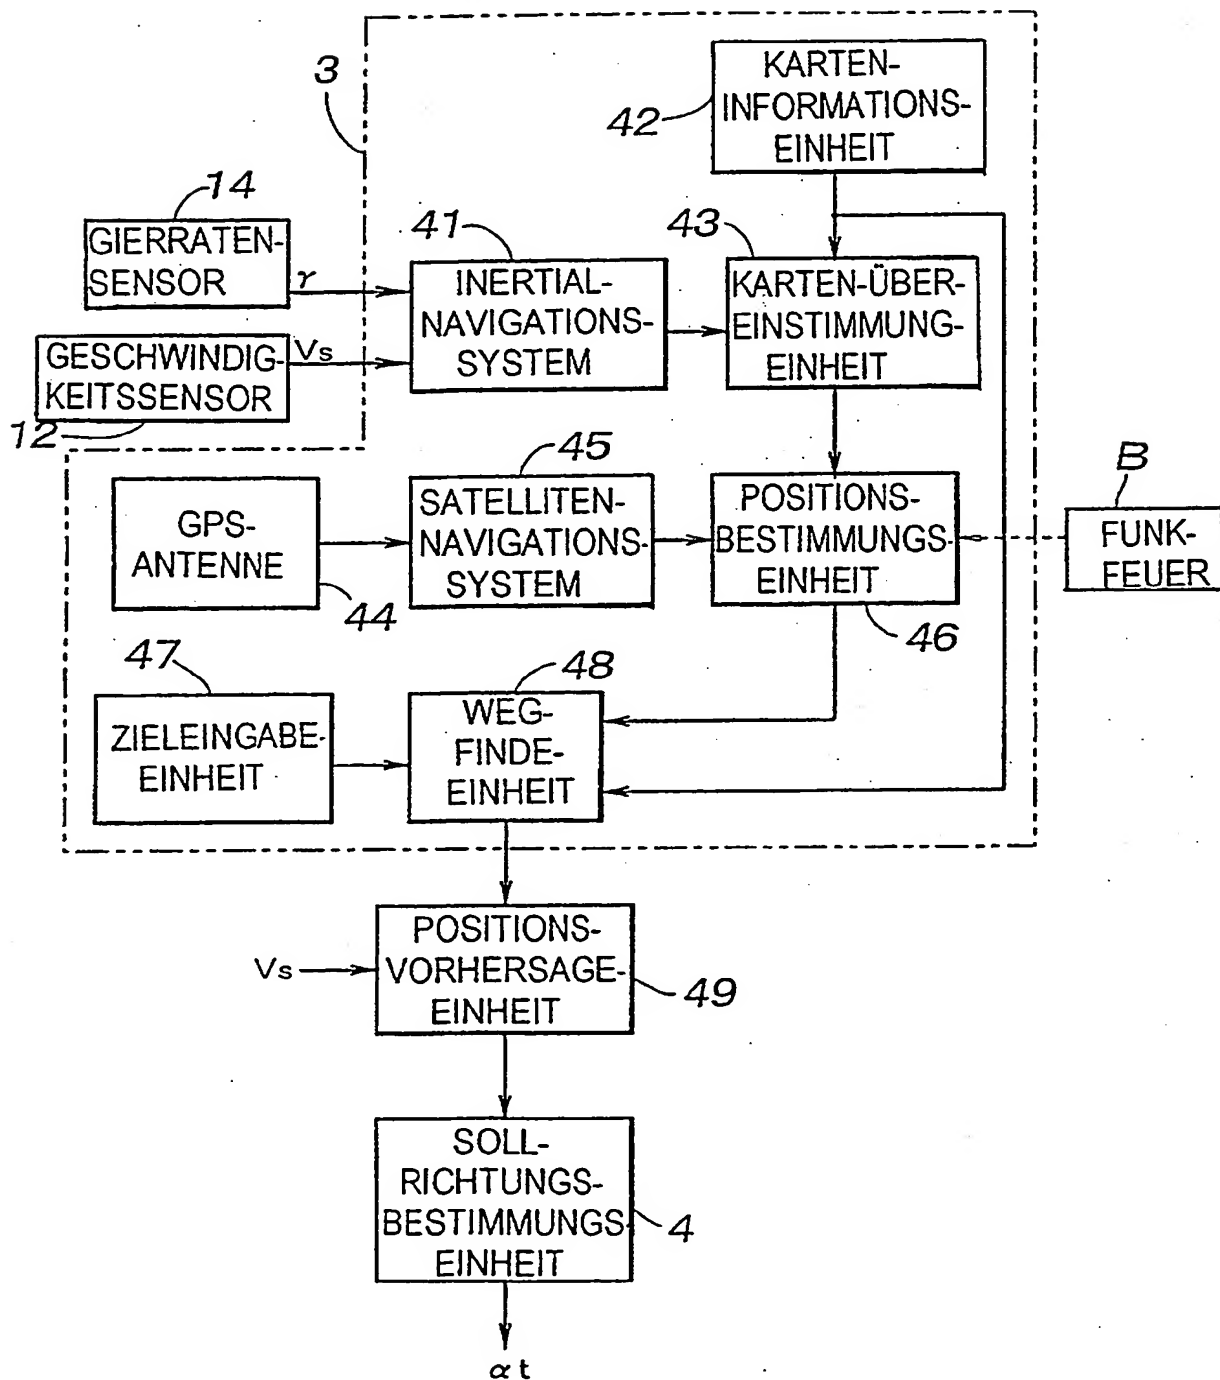 3
KARTEN-
INFORMATIONS-
EINHEIT
42
14
GIERRATEN-
SENSOR
γ
41
INERTIAL-
NAVIGATIONS-
SYSTEM
43
KARTEN-ÜBER-
EINSTIMMUNG-
EINHEIT
GESCHWINDIG-
KEITSSENSOR
Vs
12
GPS-
ANTENNE
44
45
SATELLITEN-
NAVIGATIONS-
SYSTEM
POSITIONS-
BESTIMMUNGS-
EINHEIT
46
B
FUNK-
FEUER
47
ZIELEINGABE-
EINHEIT
48
WEG-
FINDE-
EINHEIT
Vs
POSITIONS-
VORHERSAGE-
EINHEIT
49
SOLL-
RICHTUNGS-
BESTIMMUNGS
EINHEIT
4
αt